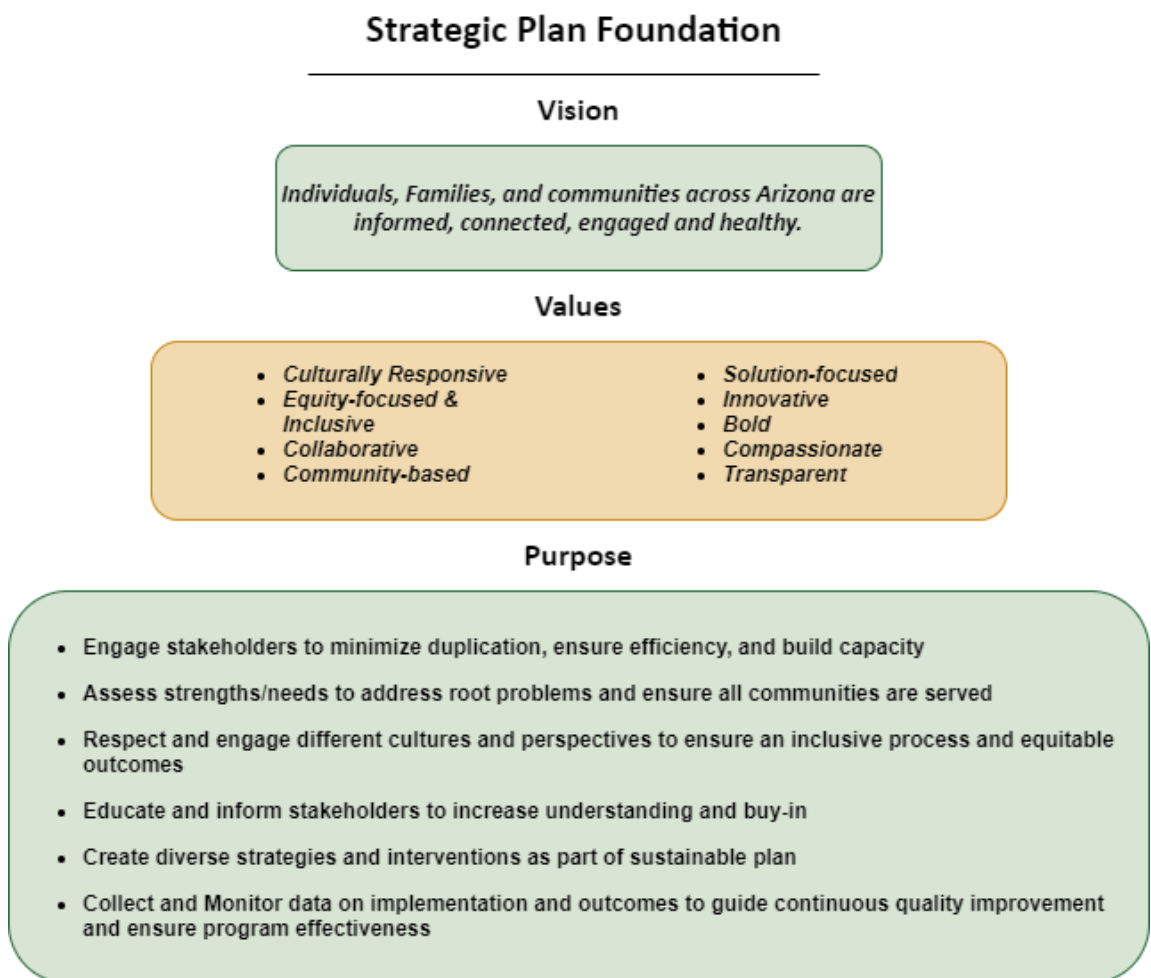 Strategic Plan Foundation
Vision
Individuals, Families, and communities across Arizona are
informed, connected, engaged and healthy.
Values
• Culturally Responsive
• Equity-focused &
Inclusive
• Collaborative
• Community-based
• Solution-focused
• Innovative
• Bold
• Compassionate
• Transparent
Purpose
• Engage stakeholders to minimize duplication, ensure efficiency, and build capacity
• Assess strengths/needs to address root problems and ensure all communities are served
• Respect and engage different cultures and perspectives to ensure an inclusive process and equitable
outcomes
• Educate and inform stakeholders to increase understanding and buy-in
• Create diverse strategies and interventions as part of sustainable plan
• Collect and Monitor data on implementation and outcomes to guide continuous quality improvement
and ensure program effectiveness